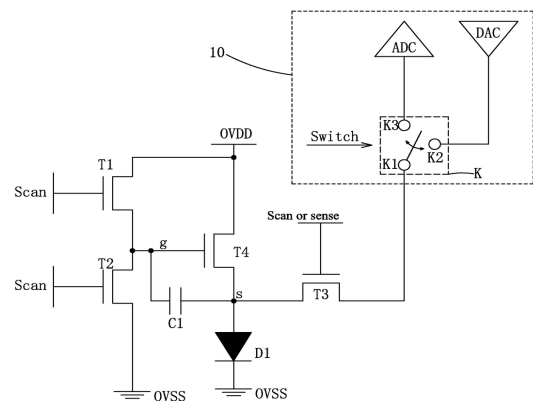 10
ADC
DAC
K3
Switch
K2
K1
K
OVDD
T1
Scan
Scan or sense
g
T4
T2
Scan
s
T3
C1
D1
OVSS
OVSS